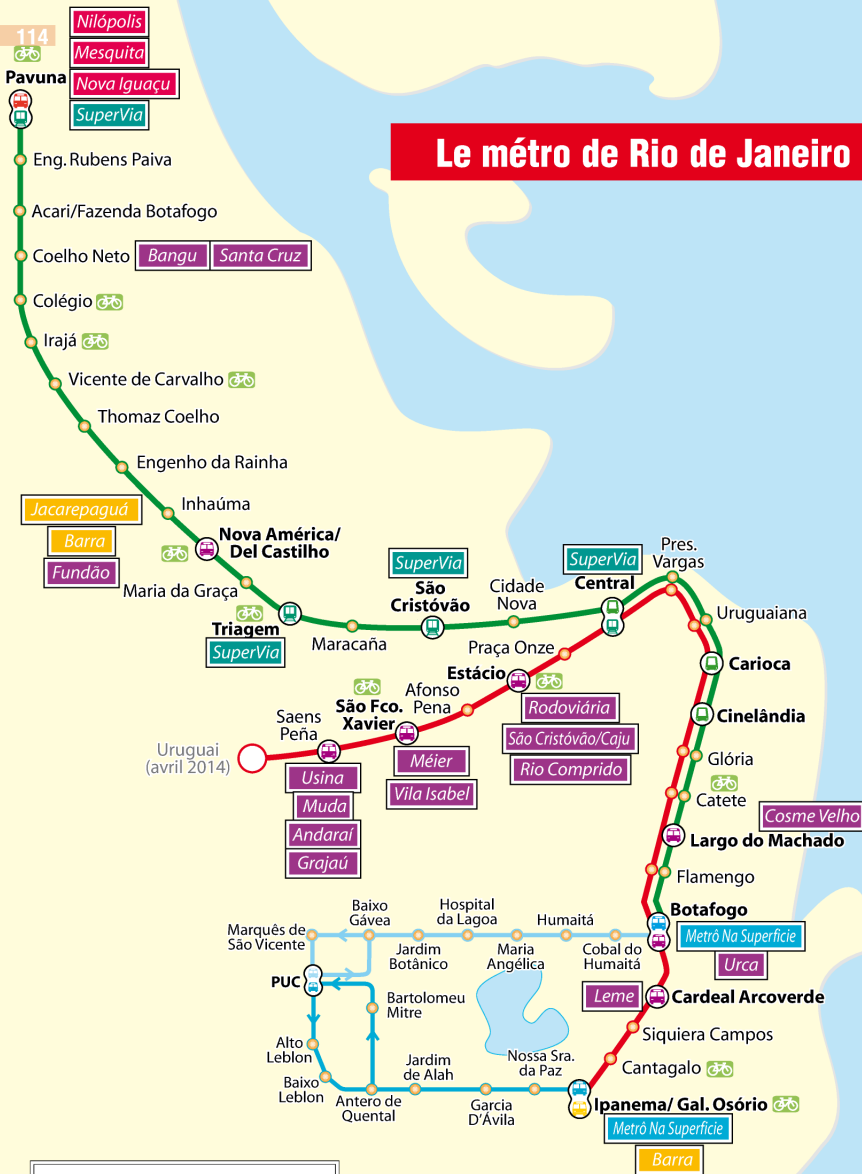 114
Nilópolis
Mesquita
Nova Iguaçu
SuperVia
Pavuna
Le métro de Rio de Janeiro
Eng. Rubens Paiva
Acari/Fazenda Botafogo
Coelho Neto
Bangu
Santa Cruz
Colégio
Irajá
Vicente de Carvalho
Thomaz Coelho
Engenho da Rainha
Inhaúma
Jacarepaguá
Barra
Fundão
Nova América/
Del Castilho
Maria da Graça
Triagem
SuperVia
Maracaña
SuperVia
São
Cristóvão
Cidade
Nova
SuperVia
Central
Pres.
Vargas
Uruguaiana
Carioca
Cinelândia
Glória
Catete
Cosme Velho
Largo do Machado
Flamengo
Botafogo
Metrô Na Superficie
Urca
Praça Onze
Estácio
Rodoviária
São Cristóvão/Caju
Rio Comprido
Afonso
Pena
São Fco.
Xavier
Méier
Vila Isabel
Saens
Peña
Usina
Muda
Andaraí
Grajaú
Uruguai
(avril 2014)
Marquês de
São Vicente
Baixo
Gávea
Jardim
Botânico
Hospital
da Lagoa
Maria
Angélica
Humaitá
Cobal do
Humaitá
Leme
Cardeal Arcoverde
Siquiera Campos
Cantagalo
PUC
Bartolomeu
Mitre
Alto
Leblon
Baixo
Leblon
Antero de
Quental
Jardim
de Alah
Garcia
D'Ávila
Nossa Sra.
da Paz
Ipanema/ Gal. Osório
Metrô Na Superficie
Barra